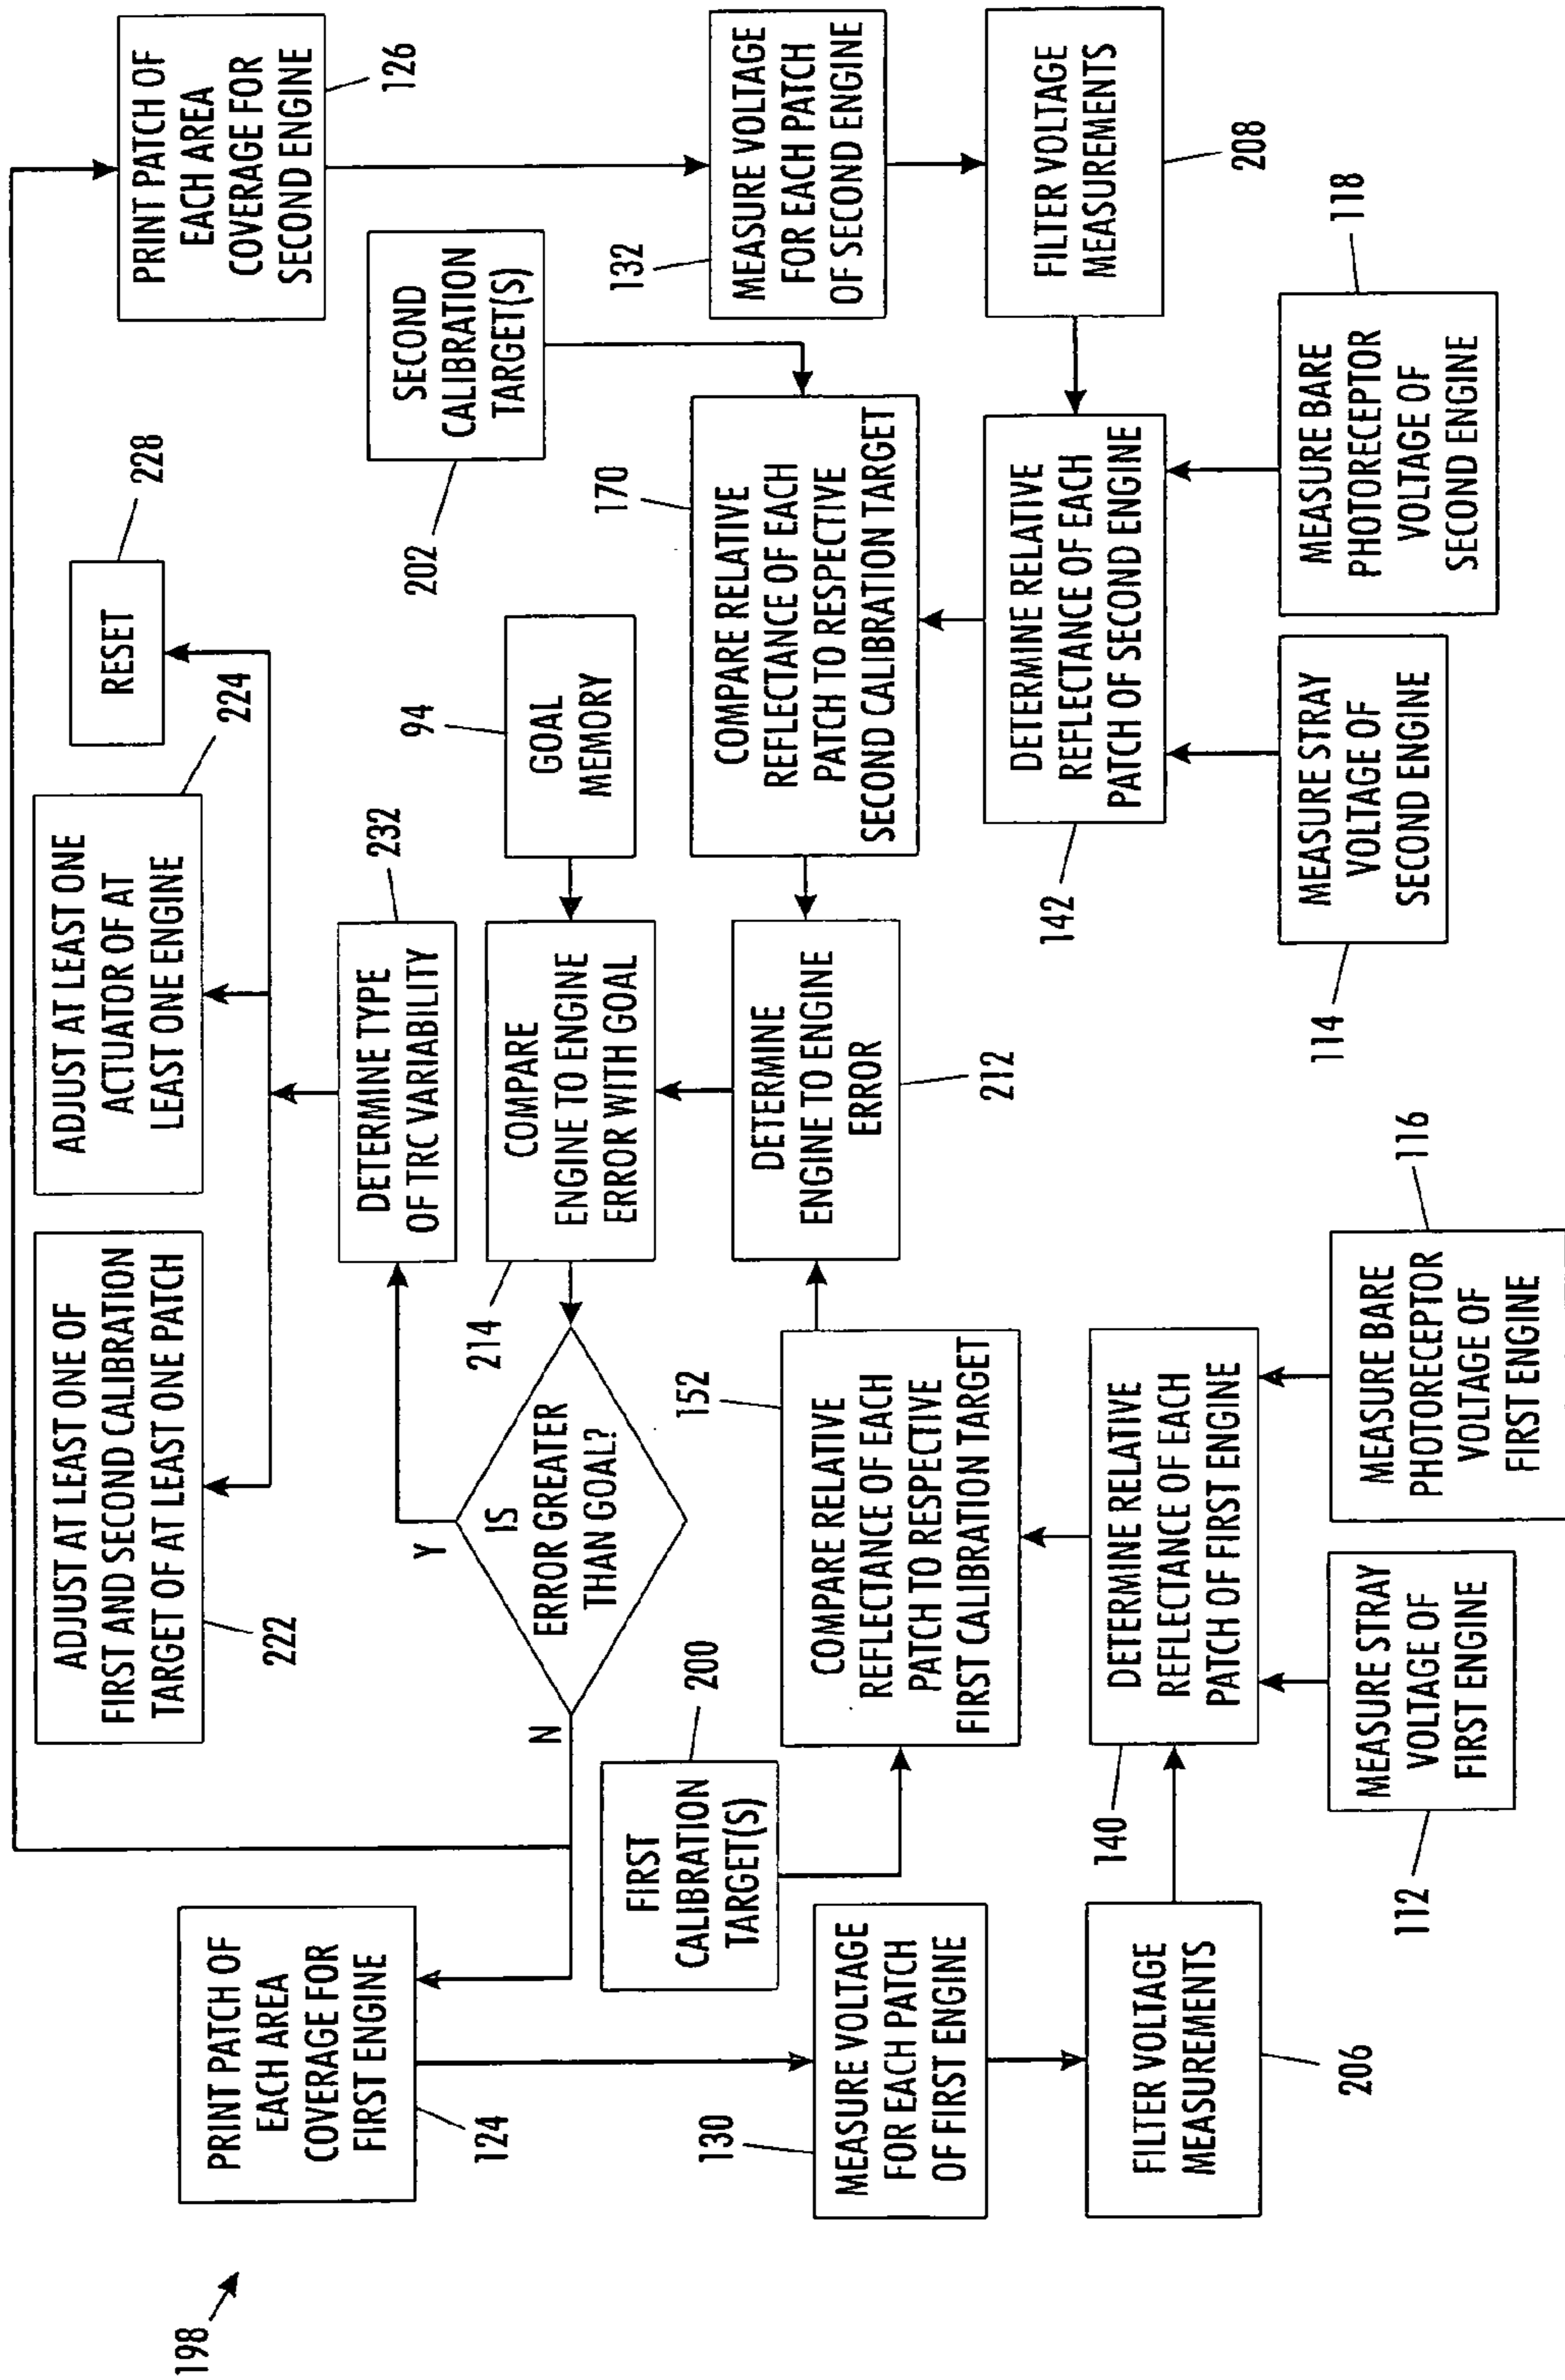 198
PRINT PATCH OF
EACH AREA
COVERAGE FOR
FIRST ENGINE
124
130
MEASURE VOLTAGE
FOR EACH PATCH
OF FIRST ENGINE
FILTER VOLTAGE
MEASUREMENTS
206
ADJUST AT LEAST ONE OF
FIRST AND SECOND CALIBRATION
TARGET OF AT LEAST ONE PATCH
222
N
Y
IS
ERROR GREATER
THAN GOAL?
FIRST
CALIBRATION
TARGET(S)
200
152
COMPARE RELATIVE
REFLECTANCE OF EACH
PATCH TO RESPECTIVE
FIRST CALIBRATION TARGET
140
DETERMINE RELATIVE
REFLECTANCE OF EACH
PATCH OF FIRST ENGINE
112
MEASURE STRAY
VOLTAGE OF
FIRST ENGINE
116
MEASURE BARE
PHOTORECEPTOR
VOLTAGE OF
FIRST ENGINE
ADJUST AT LEAST ONE
ACTUATOR OF AT
LEAST ONE ENGINE
224
RESET
228
232
DETERMINE TYPE
OF TRC VARIABILITY
214
COMPARE
ENGINE TO ENGINE
ERROR WITH GOAL
94
GOAL
MEMORY
DETERMINE
ENGINE TO ENGINE
ERROR
212
SECOND
CALIBRATION
TARGET(S)
202
170
COMPARE RELATIVE
REFLECTANCE OF EACH
PATCH TO RESPECTIVE
SECOND CALIBRATION TARGET
DETERMINE RELATIVE
REFLECTANCE OF EACH
PATCH OF SECOND ENGINE
142
114
MEASURE STRAY
VOLTAGE OF
SECOND ENGINE
118
MEASURE BARE
PHOTORECEPTOR
VOLTAGE OF
SECOND ENGINE
PRINT PATCH OF
EACH AREA
COVERAGE FOR
SECOND ENGINE
126
132
MEASURE VOLTAGE
FOR EACH PATCH
OF SECOND ENGINE
FILTER VOLTAGE
MEASUREMENTS
208